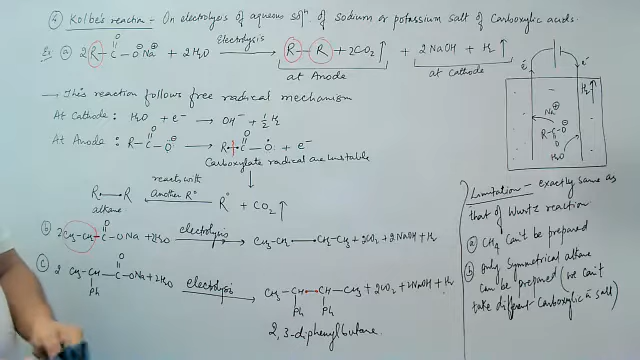 ④ Kolbe's reactn - On electrolysis of aqueous solⁿ of sodium or potassium salt of Carboxylic acids.
Ex (a) 2R-C-O⊖Na⊕ + 2H₂O Electrolysis → R-R + 2CO₂↑ + 2NaOH + H₂↑
O
at Anode
at Cathode
→ This reaction follows free radical mechanism
At Cathode: H₂O + e⁻ → OH⁻ + ½H₂
At Anode: R-C-O⊖ → R-C-O• + e⁻
O O
Carboxylate radical are unstable
R-R ← reacts with Another R• R• + CO₂↑
alkane
(b) 2CH₃-CH₂-C-ONa + 2H₂O electrolysis → CH₃-CH₂-CH₂-CH₃ + 2CO₂ + 2NaOH + H₂
O
(c) 2 CH₃-CH-C-ONa + 2H₂O electrolysis → CH₃-CH-CH-CH₃ + 2CO₂ + 2NaOH + H₂
O
Ph Ph Ph
2,3-diphenylbutane.
e⁻ e⁻
H₂↑
Na⊕
R-C-O⊖
O
H₂O
Limitation - exactly same as
that of Wurtz reaction
(a) CH₄ can't be prepared
(b) only symmetrical alkane
can be prepared (we can't
take different Carboxylic salt)